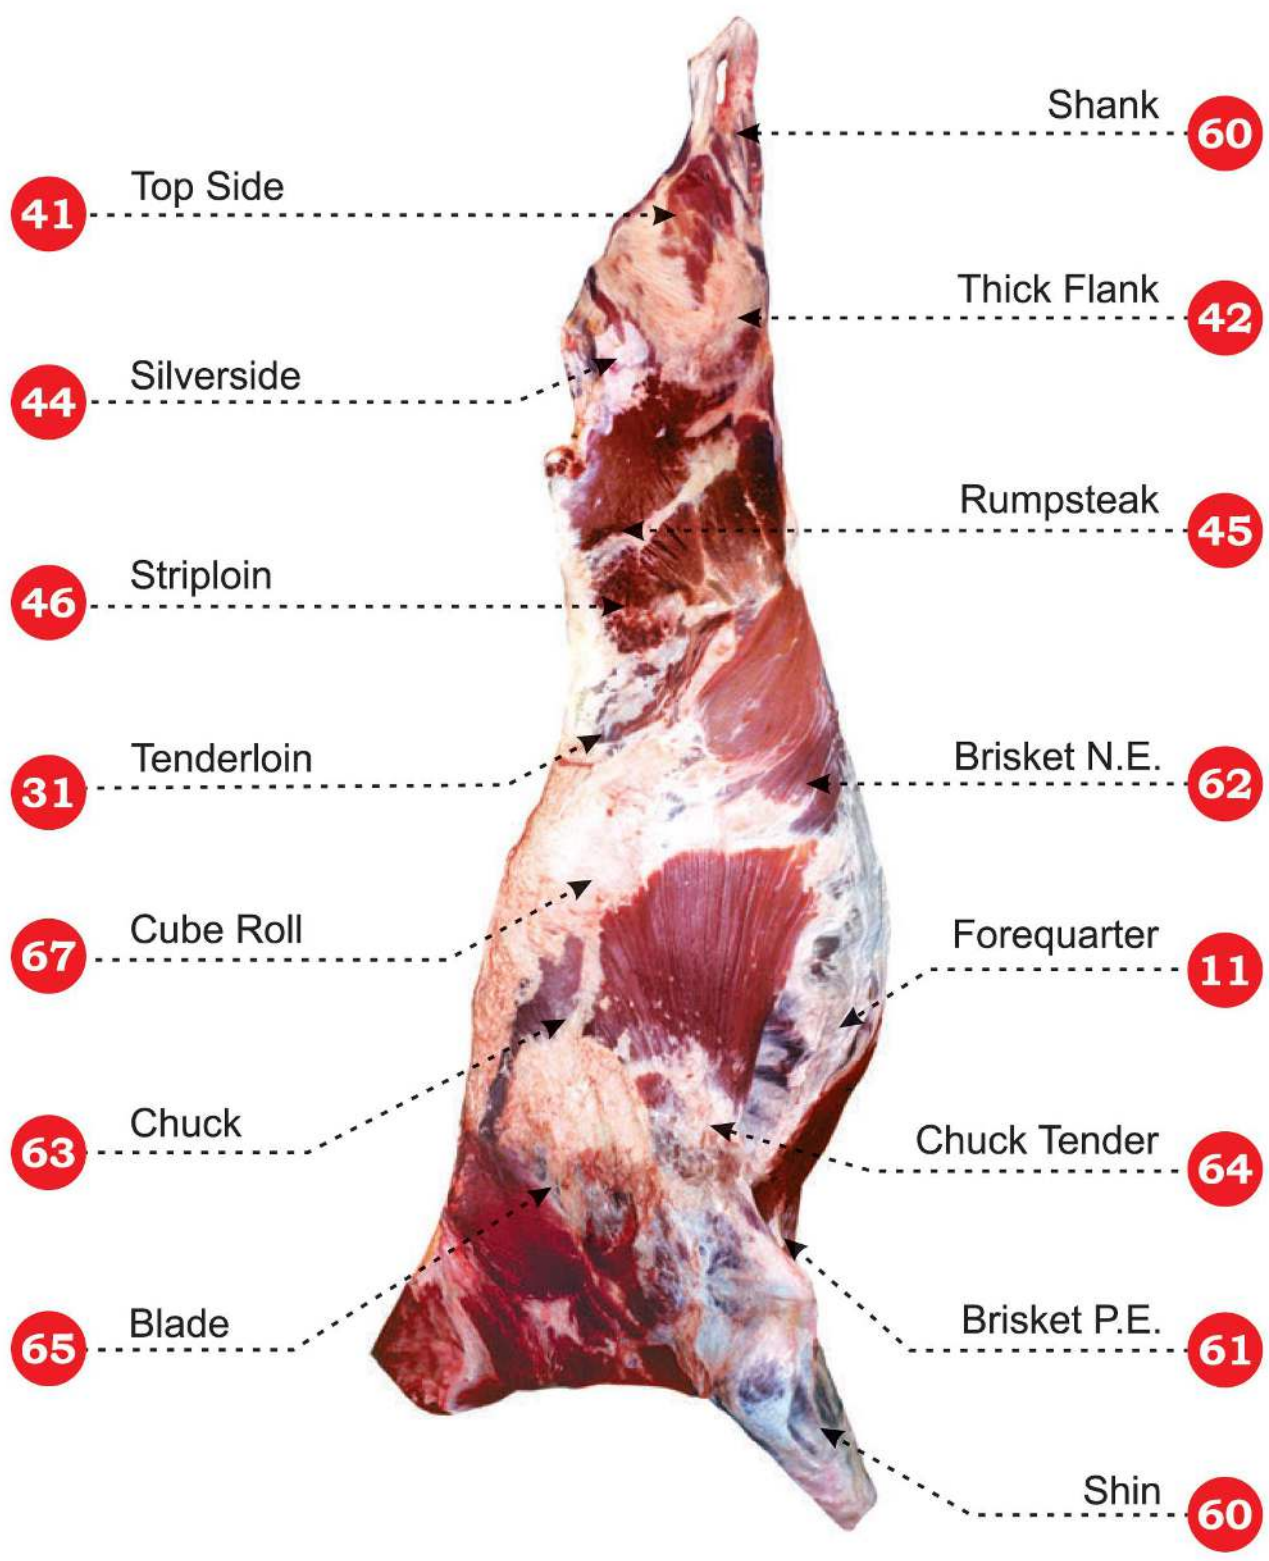 Shank
60
Top Side
41
Thick Flank
42
Silverside
44
Rumpsteak
45
Striploin
46
Tenderloin
31
Brisket N.E.
62
Cube Roll
67
Forequarter
11
Chuck
63
Chuck Tender
64
Blade
65
Brisket P.E.
61
Shin
60